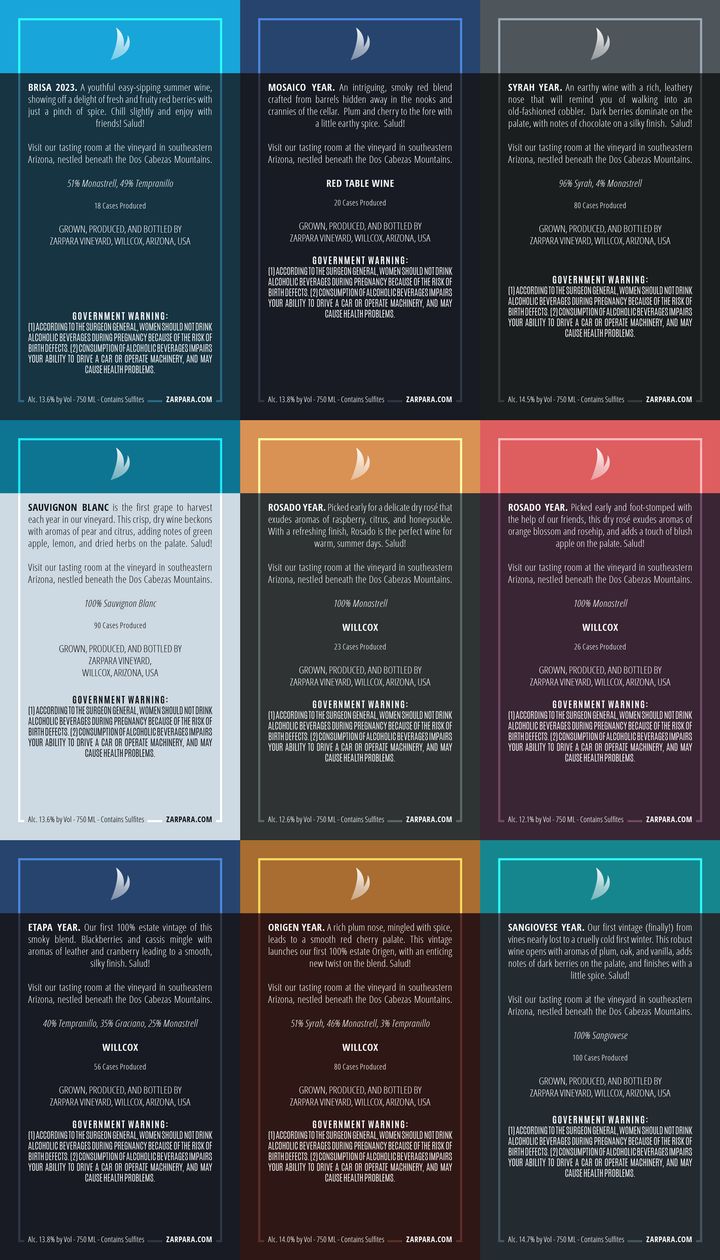 BRISA 2023. A youthful easy-sipping summer wine,
showing off a delight of fresh and fruity red berries with
just a pinch of spice. Chill slightly and enjoy with
friends! Salud!
Visit our tasting room at the vineyard in southeastern
Arizona, nestled beneath the Dos Cabezas Mountains.
51% Monastrell, 49% Tempranillo
18 Cases Produced
GROWN, PRODUCED, AND BOTTLED BY
ZARPARA VINEYARD, WILLCOX, ARIZONA, USA
GOVERNMENT WARNING:
(1) ACCORDING TO THE SURGEON GENERAL, WOMEN SHOULD NOT DRINK
ALCOHOLIC BEVERAGES DURING PREGNANCY BECAUSE OF THE RISK OF
BIRTH DEFECTS. (2) CONSUMPTION OF ALCOHOLIC BEVERAGES IMPAIRS
YOUR ABILITY TO DRIVE A CAR OR OPERATE MACHINERY, AND MAY
CAUSE HEALTH PROBLEMS.
Alc. 13.6% by Vol - 750 ML - Contains Sulfites ZARPARA.COM
MOSAICO YEAR. An intriguing, smoky red blend
crafted from barrels hidden away in the nooks and
crannies of the cellar. Plum and cherry to the fore with
a little earthy spice. Salud!
Visit our tasting room at the vineyard in southeastern
Arizona, nestled beneath the Dos Cabezas Mountains.
RED TABLE WINE
20 Cases Produced
GROWN, PRODUCED, AND BOTTLED BY
ZARPARA VINEYARD, WILLCOX, ARIZONA, USA
GOVERNMENT WARNING:
(1) ACCORDING TO THE SURGEON GENERAL, WOMEN SHOULD NOT DRINK
ALCOHOLIC BEVERAGES DURING PREGNANCY BECAUSE OF THE RISK OF
BIRTH DEFECTS. (2) CONSUMPTION OF ALCOHOLIC BEVERAGES IMPAIRS
YOUR ABILITY TO DRIVE A CAR OR OPERATE MACHINERY, AND MAY
CAUSE HEALTH PROBLEMS.
Alc. 13.8% by Vol - 750 ML - Contains Sulfites ZARPARA.COM
SYRAH YEAR. An earthy wine with a rich, leathery
nose that will remind you of walking into an
old-fashioned cobbler. Dark berries dominate on the
palate, with notes of chocolate on a silky finish. Salud!
Visit our tasting room at the vineyard in southeastern
Arizona, nestled beneath the Dos Cabezas Mountains.
96% Syrah, 4% Monastrell
80 Cases Produced
GROWN, PRODUCED, AND BOTTLED BY
ZARPARA VINEYARD, WILLCOX, ARIZONA, USA
GOVERNMENT WARNING:
(1) ACCORDING TO THE SURGEON GENERAL, WOMEN SHOULD NOT DRINK
ALCOHOLIC BEVERAGES DURING PREGNANCY BECAUSE OF THE RISK OF
BIRTH DEFECTS. (2) CONSUMPTION OF ALCOHOLIC BEVERAGES IMPAIRS
YOUR ABILITY TO DRIVE A CAR OR OPERATE MACHINERY, AND MAY
CAUSE HEALTH PROBLEMS.
Alc. 14.5% by Vol - 750 ML - Contains Sulfites ZARPARA.COM
SAUVIGNON BLANC is the first grape to harvest
each year in our vineyard. This crisp, dry wine beckons
with aromas of pear and citrus, adding notes of green
apple, lemon, and dried herbs on the palate. Salud!
Visit our tasting room at the vineyard in southeastern
Arizona, nestled beneath the Dos Cabezas Mountains.
100% Sauvignon Blanc
90 Cases Produced
GROWN, PRODUCED, AND BOTTLED BY
ZARPARA VINEYARD,
WILLCOX, ARIZONA, USA
GOVERNMENT WARNING:
(1) ACCORDING TO THE SURGEON GENERAL, WOMEN SHOULD NOT DRINK
ALCOHOLIC BEVERAGES DURING PREGNANCY BECAUSE OF THE RISK OF
BIRTH DEFECTS. (2) CONSUMPTION OF ALCOHOLIC BEVERAGES IMPAIRS
YOUR ABILITY TO DRIVE A CAR OR OPERATE MACHINERY, AND MAY
CAUSE HEALTH PROBLEMS.
Alc. 13.6% by Vol - 750 ML - Contains Sulfites ZARPARA.COM
ROSADO YEAR. Picked early for a delicate dry rosé that
exudes aromas of raspberry, citrus, and honeysuckle.
With a refreshing finish, Rosado is the perfect wine for
warm, summer days. Salud!
Visit our tasting room at the vineyard in southeastern
Arizona, nestled beneath the Dos Cabezas Mountains.
100% Monastrell
WILLCOX
23 Cases Produced
GROWN, PRODUCED, AND BOTTLED BY
ZARPARA VINEYARD, WILLCOX, ARIZONA, USA
GOVERNMENT WARNING:
(1) ACCORDING TO THE SURGEON GENERAL, WOMEN SHOULD NOT DRINK
ALCOHOLIC BEVERAGES DURING PREGNANCY BECAUSE OF THE RISK OF
BIRTH DEFECTS. (2) CONSUMPTION OF ALCOHOLIC BEVERAGES IMPAIRS
YOUR ABILITY TO DRIVE A CAR OR OPERATE MACHINERY, AND MAY
CAUSE HEALTH PROBLEMS.
Alc. 12.6% by Vol - 750 ML - Contains Sulfites ZARPARA.COM
ROSADO YEAR. Picked early and foot-stomped with
the help of our friends, this dry rosé exudes aromas of
orange blossom and rosehip, and adds a touch of blush
apple on the palate. Salud!
Visit our tasting room at the vineyard in southeastern
Arizona, nestled beneath the Dos Cabezas Mountains.
100% Monastrell
WILLCOX
26 Cases Produced
GROWN, PRODUCED, AND BOTTLED BY
ZARPARA VINEYARD, WILLCOX, ARIZONA, USA
GOVERNMENT WARNING:
(1) ACCORDING TO THE SURGEON GENERAL, WOMEN SHOULD NOT DRINK
ALCOHOLIC BEVERAGES DURING PREGNANCY BECAUSE OF THE RISK OF
BIRTH DEFECTS. (2) CONSUMPTION OF ALCOHOLIC BEVERAGES IMPAIRS
YOUR ABILITY TO DRIVE A CAR OR OPERATE MACHINERY, AND MAY
CAUSE HEALTH PROBLEMS.
Alc. 12.1% by Vol - 750 ML - Contains Sulfites ZARPARA.COM
ETAPA YEAR. Our first 100% estate vintage of this
smoky blend. Blackberries and cassis mingle with
aromas of leather and cranberry leading to a smooth,
silky finish. Salud!
Visit our tasting room at the vineyard in southeastern
Arizona, nestled beneath the Dos Cabezas Mountains.
40% Tempranillo, 35% Graciano, 25% Monastrell
WILLCOX
56 Cases Produced
GROWN, PRODUCED, AND BOTTLED BY
ZARPARA VINEYARD, WILLCOX, ARIZONA, USA
GOVERNMENT WARNING:
(1) ACCORDING TO THE SURGEON GENERAL, WOMEN SHOULD NOT DRINK
ALCOHOLIC BEVERAGES DURING PREGNANCY BECAUSE OF THE RISK OF
BIRTH DEFECTS. (2) CONSUMPTION OF ALCOHOLIC BEVERAGES IMPAIRS
YOUR ABILITY TO DRIVE A CAR OR OPERATE MACHINERY, AND MAY
CAUSE HEALTH PROBLEMS.
Alc. 13.8% by Vol - 750 ML - Contains Sulfites ZARPARA.COM
ORIGEN YEAR. A rich plum nose, mingled with spice,
leads to a smooth red cherry palate. This vintage
launches our first 100% estate Origen, with an enticing
new twist on the blend. Salud!
Visit our tasting room at the vineyard in southeastern
Arizona, nestled beneath the Dos Cabezas Mountains.
51% Syrah, 46% Monastrell, 3% Tempranillo
WILLCOX
80 Cases Produced
GROWN, PRODUCED, AND BOTTLED BY
ZARPARA VINEYARD, WILLCOX, ARIZONA, USA
GOVERNMENT WARNING:
(1) ACCORDING TO THE SURGEON GENERAL, WOMEN SHOULD NOT DRINK
ALCOHOLIC BEVERAGES DURING PREGNANCY BECAUSE OF THE RISK OF
BIRTH DEFECTS. (2) CONSUMPTION OF ALCOHOLIC BEVERAGES IMPAIRS
YOUR ABILITY TO DRIVE A CAR OR OPERATE MACHINERY, AND MAY
CAUSE HEALTH PROBLEMS.
Alc. 14.0% by Vol - 750 ML - Contains Sulfites ZARPARA.COM
SANGIOVESE YEAR. Our first vintage (finally!) from
vines nearly lost to a cruelly cold first winter. This robust
wine opens with aromas of plum, oak, and vanilla, adds
notes of dark berries on the palate, and finishes with a
little spice. Salud!
Visit our tasting room at the vineyard in southeastern
Arizona, nestled beneath the Dos Cabezas Mountains.
100% Sangiovese
100 Cases Produced
GROWN, PRODUCED, AND BOTTLED BY
ZARPARA VINEYARD, WILLCOX, ARIZONA, USA
GOVERNMENT WARNING:
(1) ACCORDING TO THE SURGEON GENERAL, WOMEN SHOULD NOT DRINK
ALCOHOLIC BEVERAGES DURING PREGNANCY BECAUSE OF THE RISK OF
BIRTH DEFECTS. (2) CONSUMPTION OF ALCOHOLIC BEVERAGES IMPAIRS
YOUR ABILITY TO DRIVE A CAR OR OPERATE MACHINERY, AND MAY
CAUSE HEALTH PROBLEMS.
Alc. 14.7% by Vol - 750 ML - Contains Sulfites ZARPARA.COM